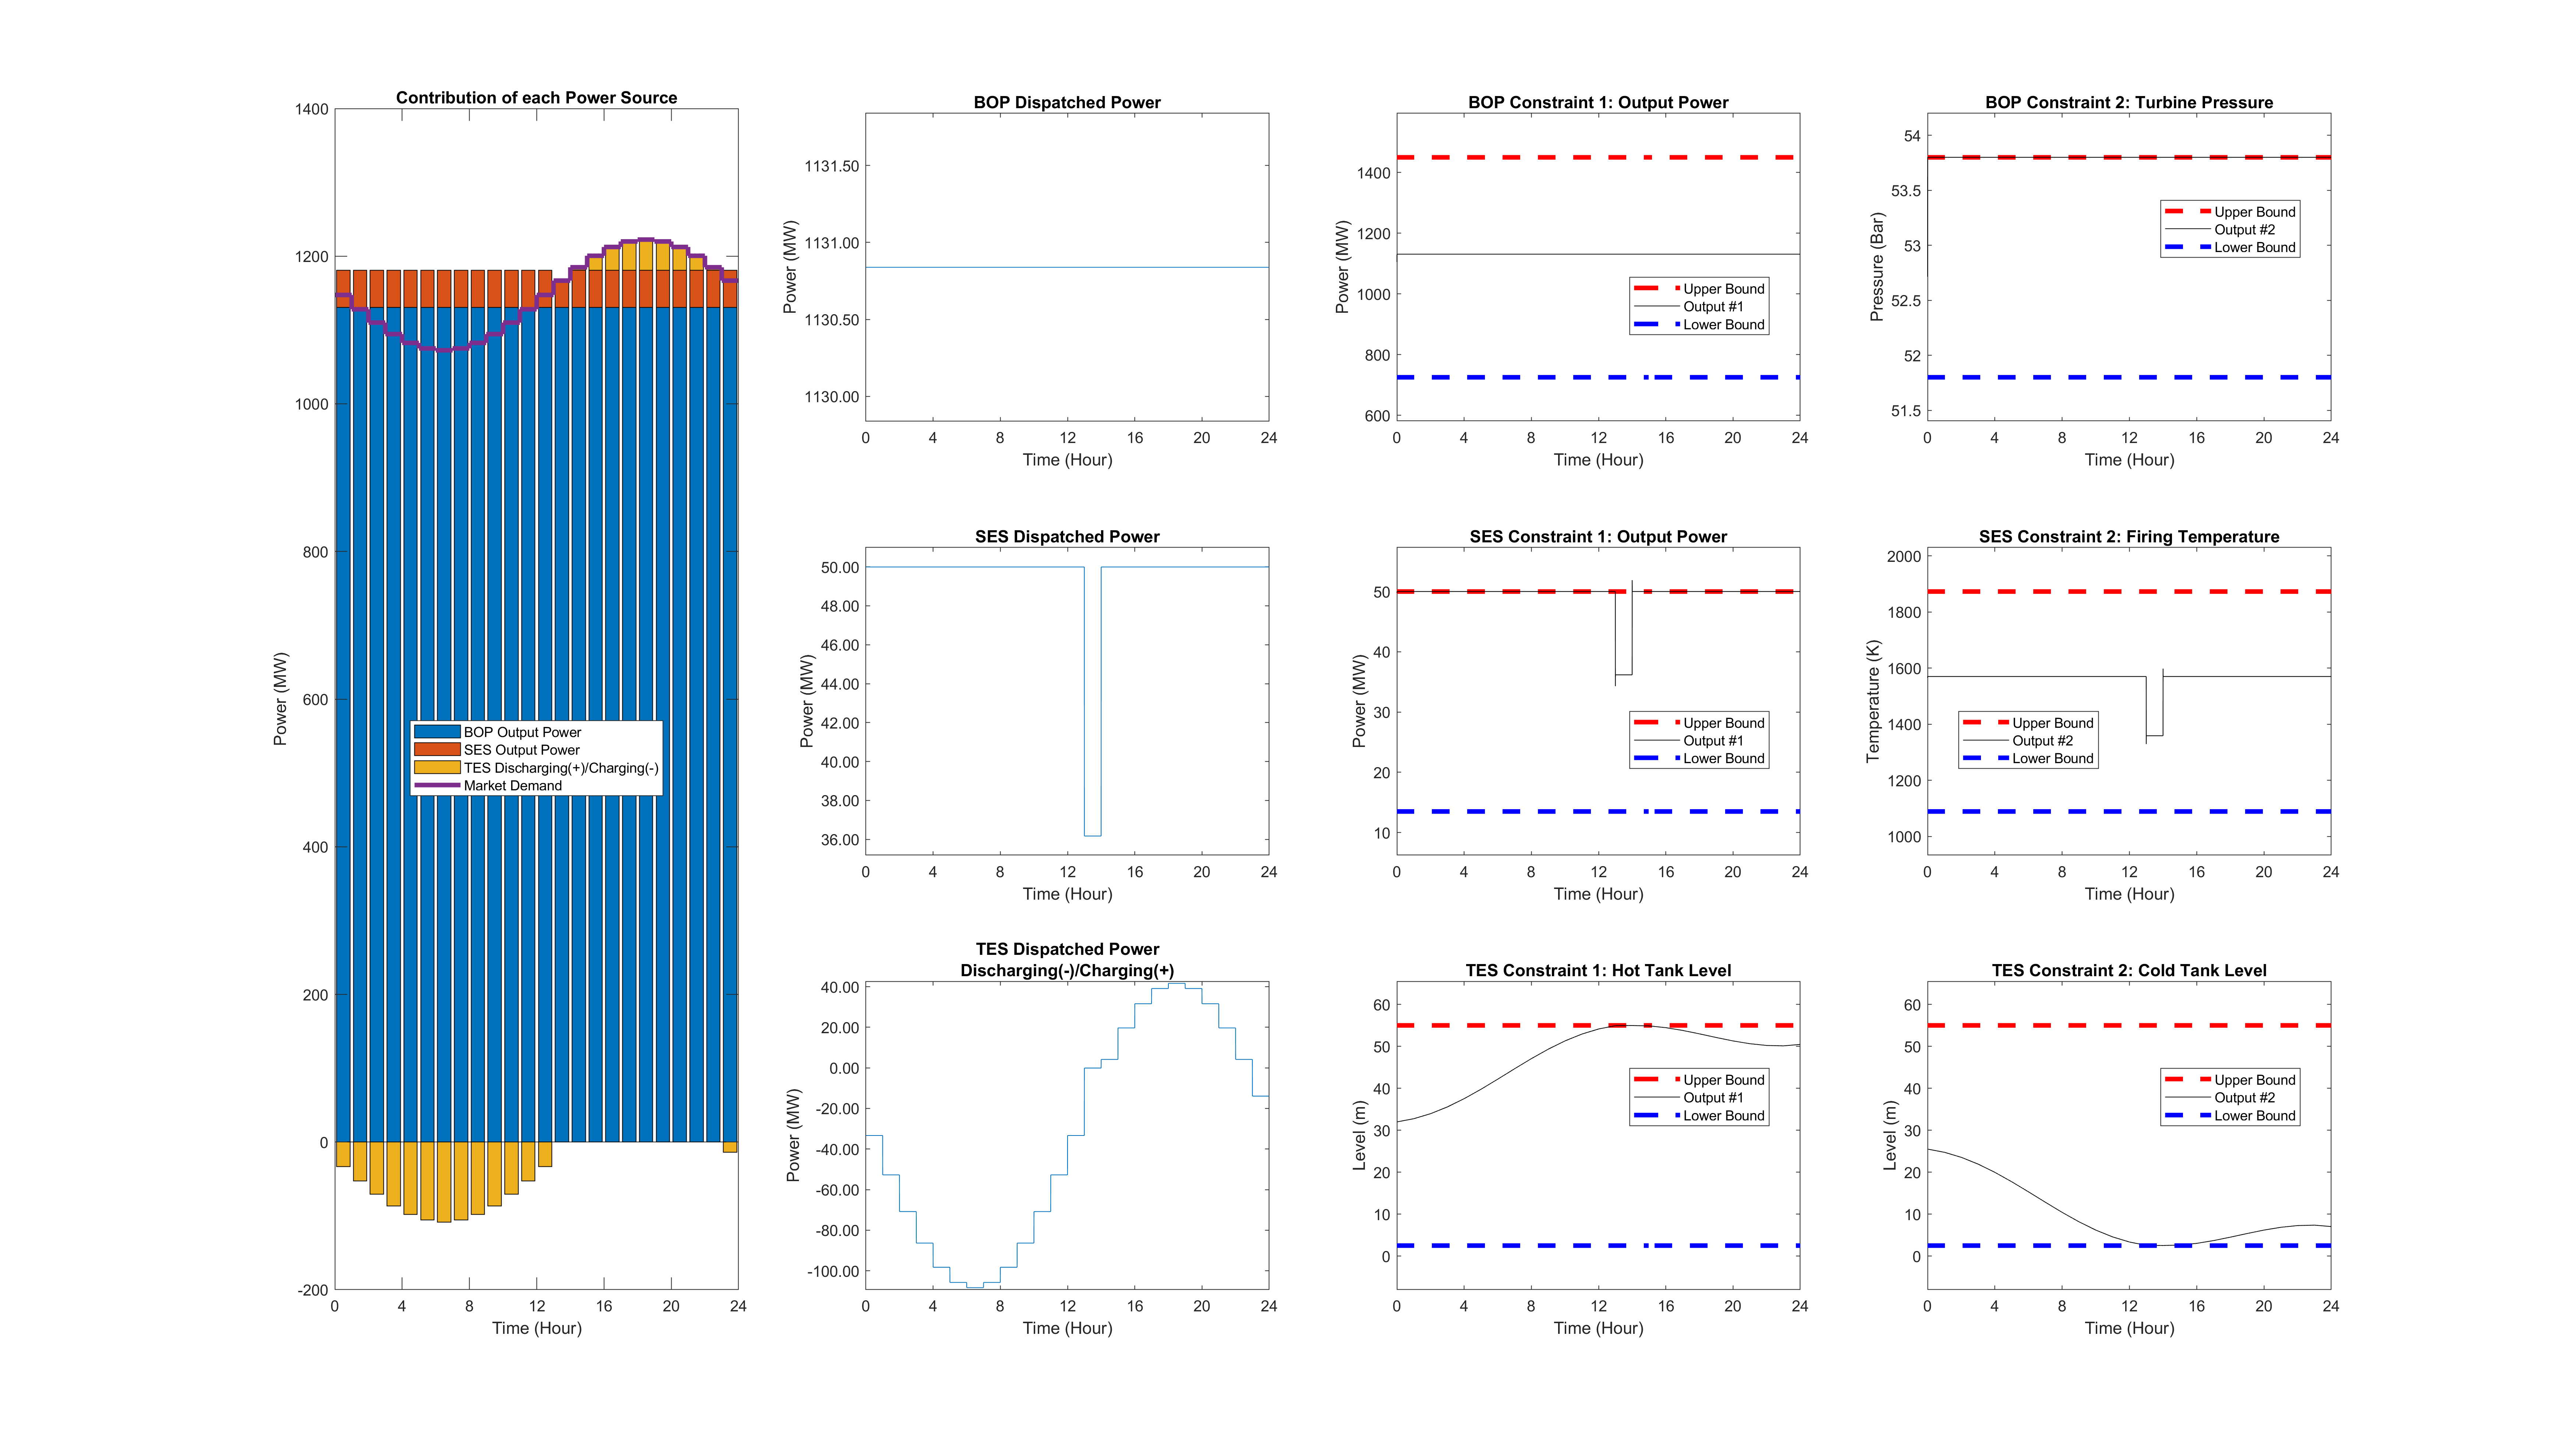 Contribution of each Power Source
1400
1200
1000
800
600
400
200
0
-200
Power (MW)
BOP Output Power
SES Output Power
TES Discharging(+)/Charging(-)
Market Demand
0 4 8 12 16 20 24
Time (Hour)
BOP Dispatched Power
1131.50
1131.00
1130.50
1130.00
Power (MW)
0 4 8 12 16 20 24
Time (Hour)
BOP Constraint 1: Output Power
1400
1200
1000
800
600
Power (MW)
Upper Bound
Output #1
Lower Bound
0 4 8 12 16 20 24
Time (Hour)
BOP Constraint 2: Turbine Pressure
54
53.5
53
52.5
52
51.5
Pressure (Bar)
Upper Bound
Output #2
Lower Bound
0 4 8 12 16 20 24
Time (Hour)
SES Dispatched Power
50.00
48.00
46.00
44.00
42.00
40.00
38.00
36.00
Power (MW)
0 4 8 12 16 20 24
Time (Hour)
SES Constraint 1: Output Power
50
40
30
20
10
Power (MW)
Upper Bound
Output #1
Lower Bound
0 4 8 12 16 20 24
Time (Hour)
SES Constraint 2: Firing Temperature
2000
1800
1600
1400
1200
1000
Temperature (K)
Upper Bound
Output #2
Lower Bound
0 4 8 12 16 20 24
Time (Hour)
TES Dispatched Power
Discharging(-)/Charging(+)
40.00
20.00
0.00
-20.00
-40.00
-60.00
-80.00
-100.00
Power (MW)
0 4 8 12 16 20 24
Time (Hour)
TES Constraint 1: Hot Tank Level
60
50
40
30
20
10
0
Level (m)
Upper Bound
Output #1
Lower Bound
0 4 8 12 16 20 24
Time (Hour)
TES Constraint 2: Cold Tank Level
60
50
40
30
20
10
0
Level (m)
Upper Bound
Output #2
Lower Bound
0 4 8 12 16 20 24
Time (Hour)